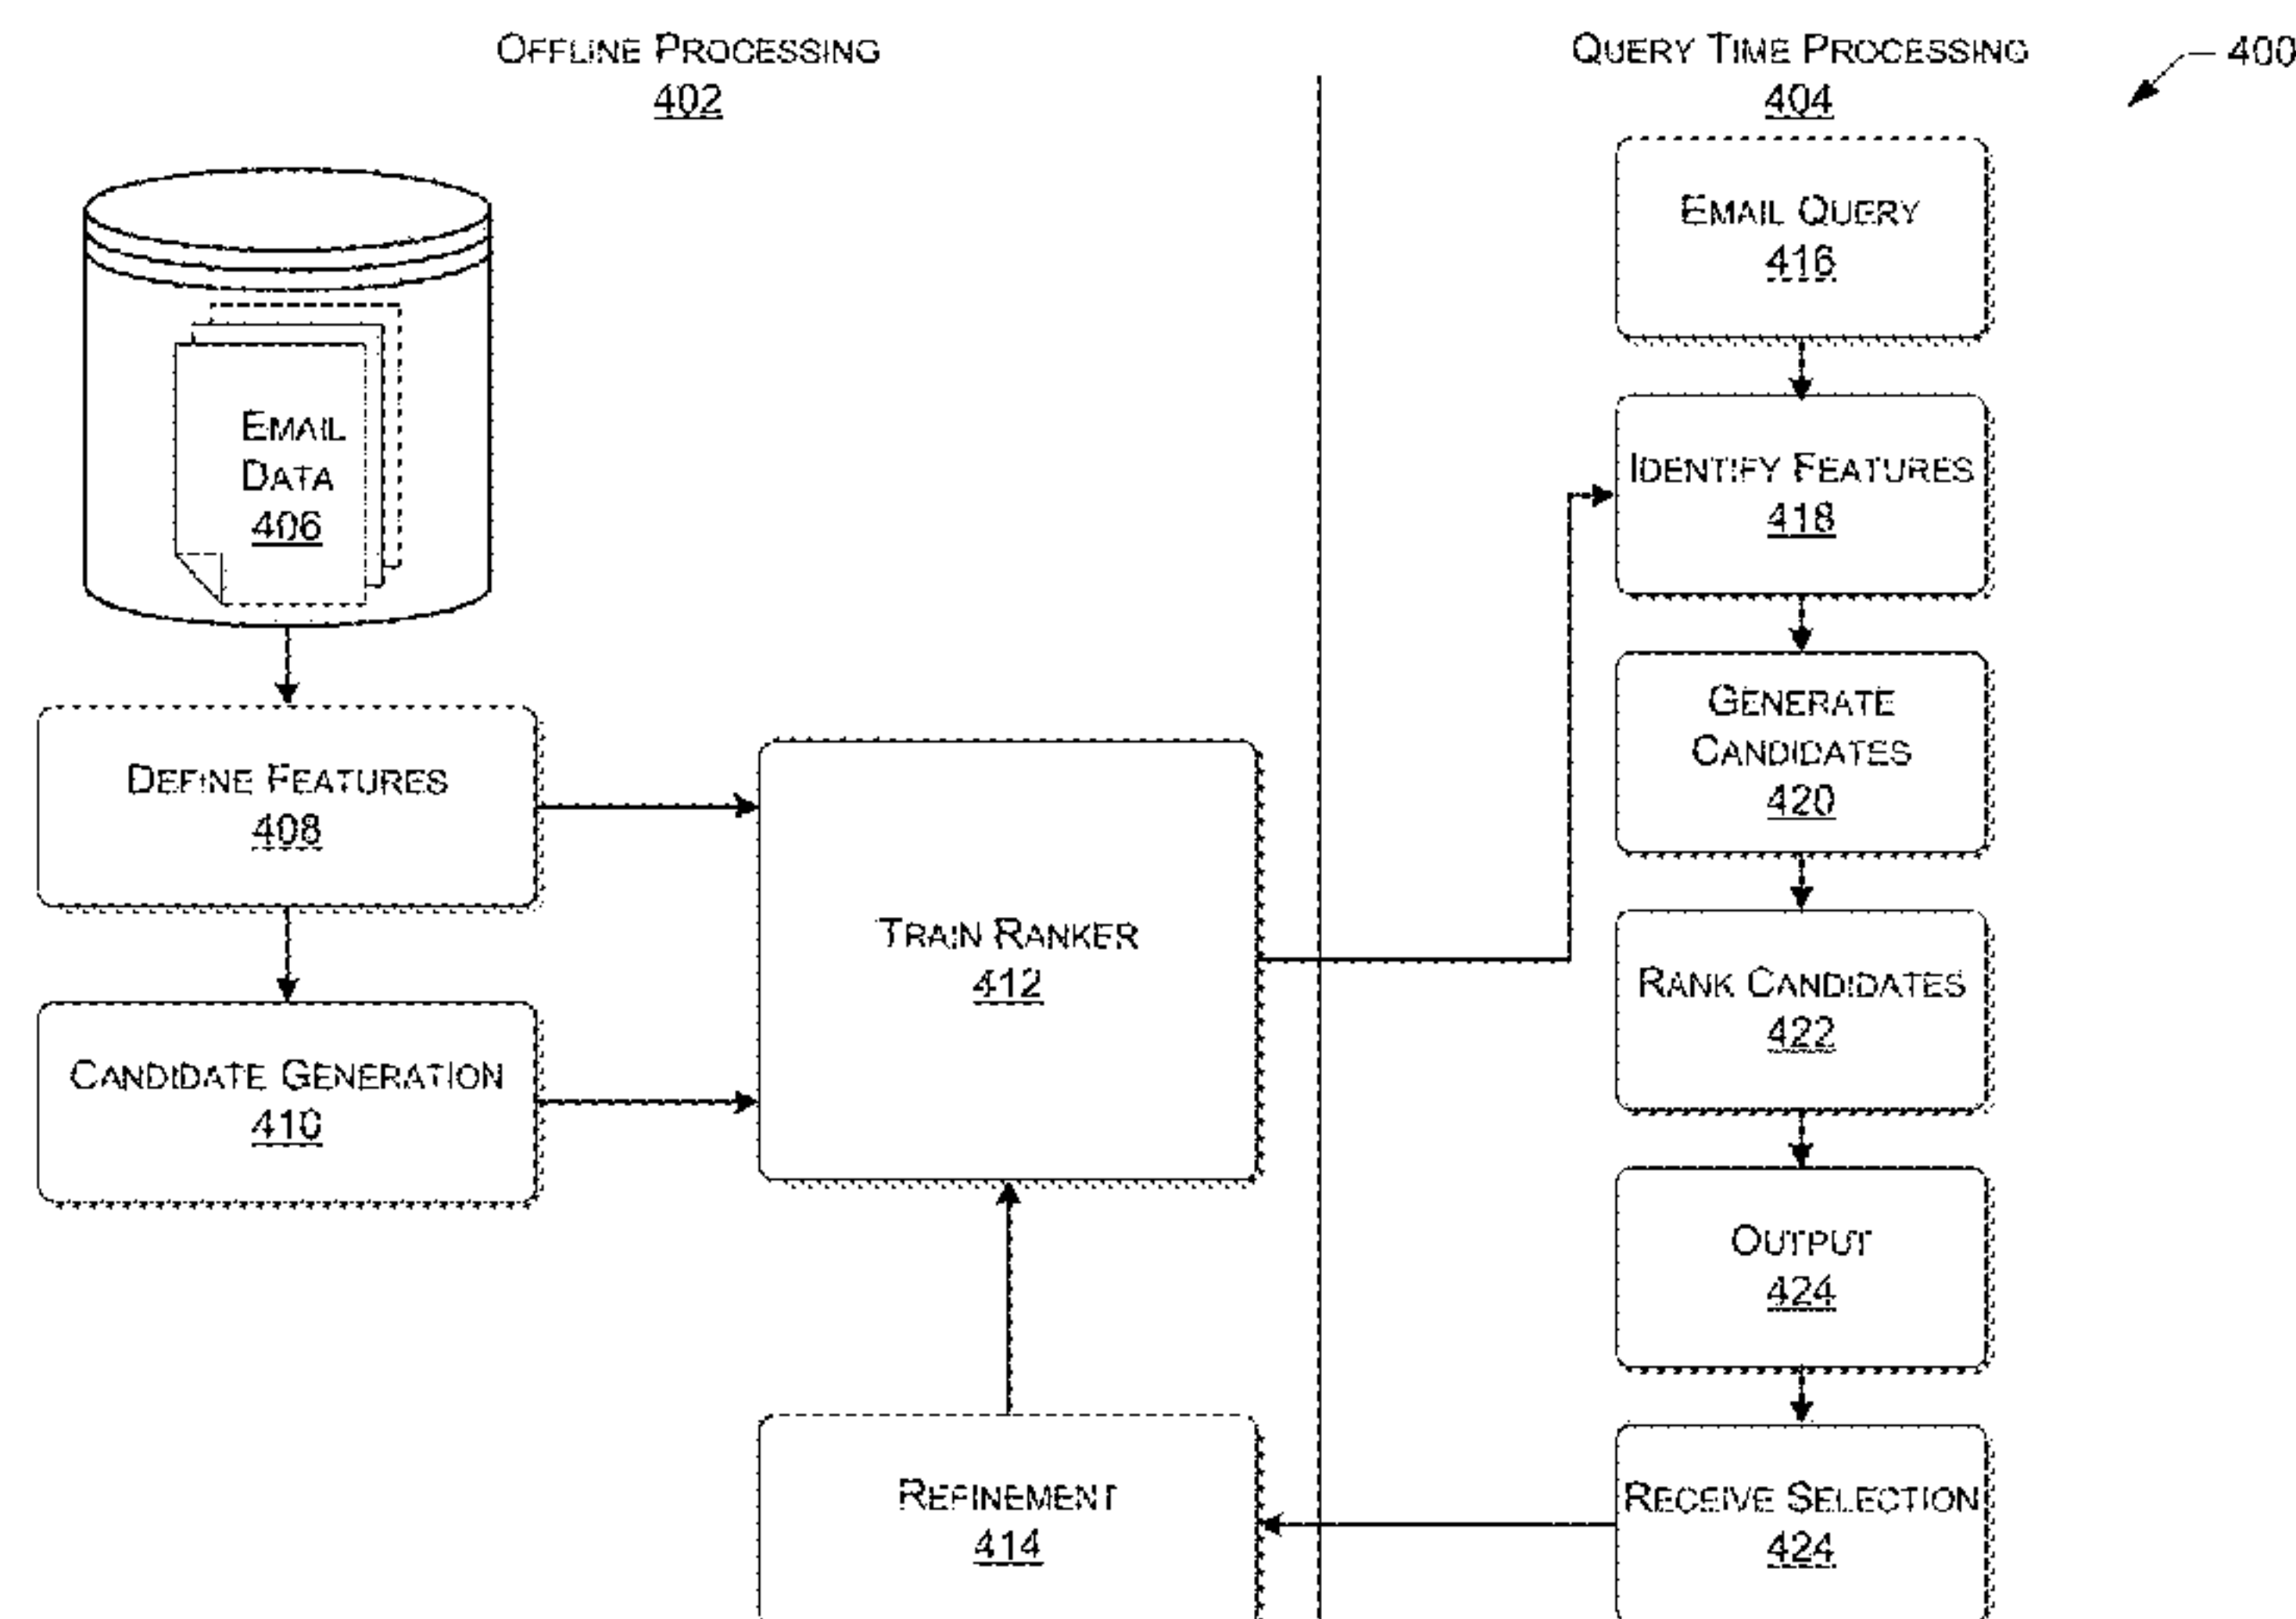 OFFLINE PROCESSING
402
QUERY TIME PROCESSING
404
400
EMAIL
DATA
406
DEFINE FEATURES
408
CANDIDATE GENERATION
410
TRAIN RANKER
412
REFINEMENT
414
EMAIL QUERY
416
IDENTIFY FEATURES
418
GENERATE
CANDIDATES
420
RANK CANDIDATES
422
OUTPUT
424
RECEIVE SELECTION
424